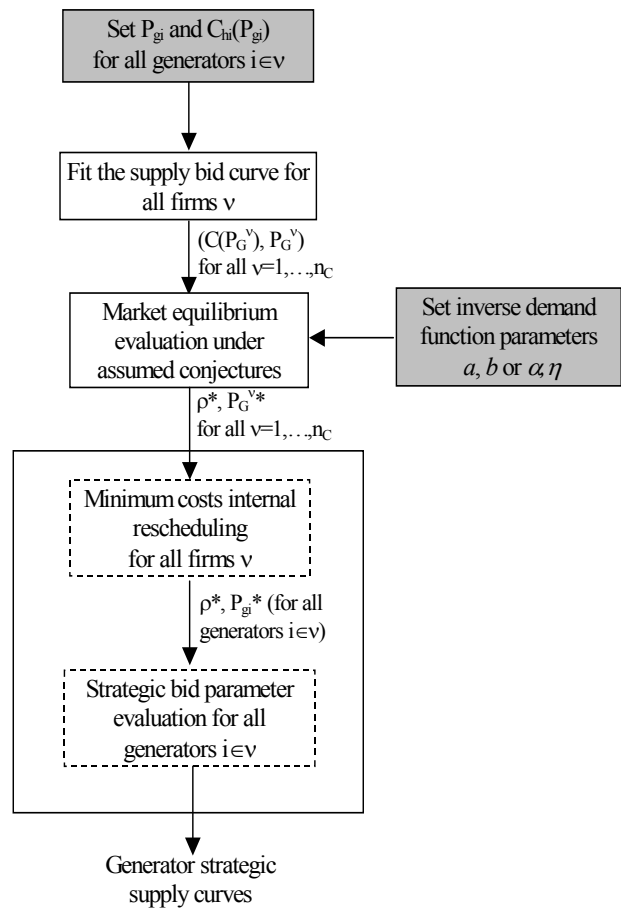 Set P_gi and C_hi(P_gi)
for all generators i∈ν
Fit the supply bid curve for
all firms ν
(C(P_G^ν), P_G^ν)
for all ν=1,…,n_C
Market equilibrium
evaluation under
assumed conjectures
Set inverse demand
function parameters
a, b or α, η
ρ*, P_G^ν*
for all ν=1,…,n_C
Minimum costs internal
rescheduling
for all firms ν
ρ*, P_gi* (for all
generators i∈ν)
Strategic bid parameter
evaluation for all
generators i∈ν
Generator strategic
supply curves